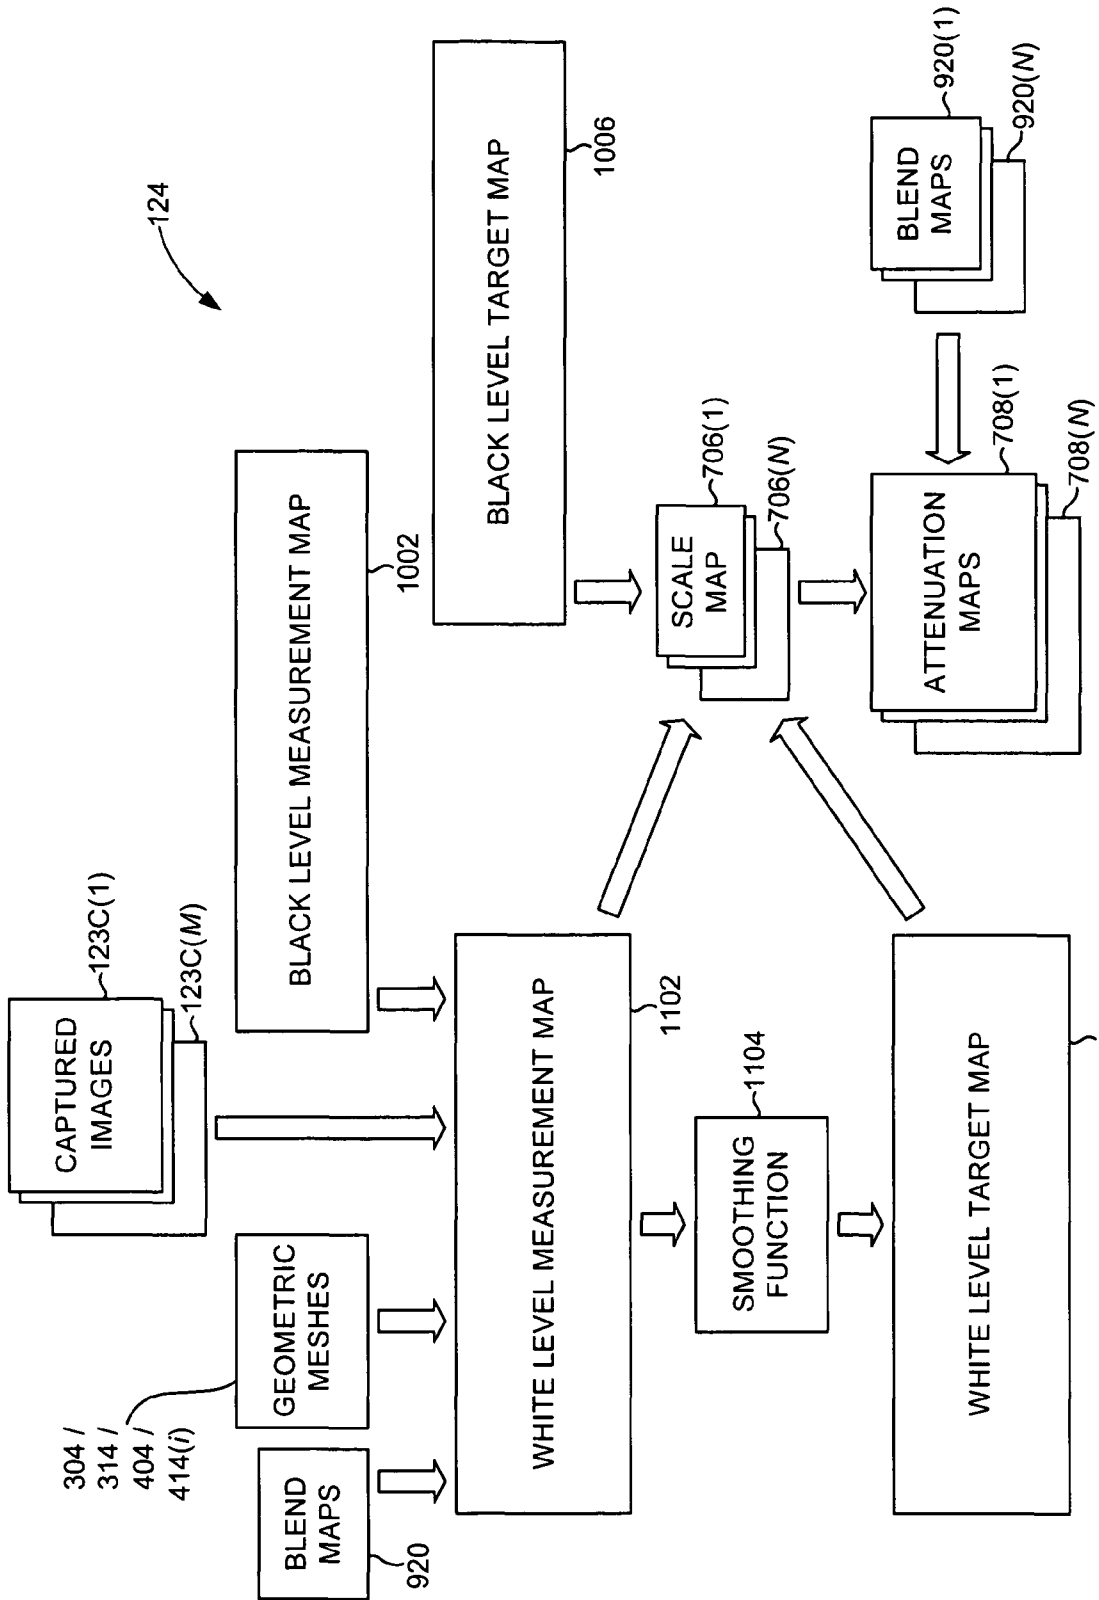 124
CAPTURED
IMAGES
123C(1)
123C(M)
304 /
314 /
404 /
414(i)
BLEND
MAPS
920
GEOMETRIC
MESHES
BLACK LEVEL MEASUREMENT MAP
1002
BLACK LEVEL TARGET MAP
1006
WHITE LEVEL MEASUREMENT MAP
1102
SCALE
MAP
706(1)
706(N)
SMOOTHING
FUNCTION
1104
WHITE LEVEL TARGET MAP
ATTENUATION
MAPS
708(1)
708(N)
BLEND
MAPS
920(1)
920(N)